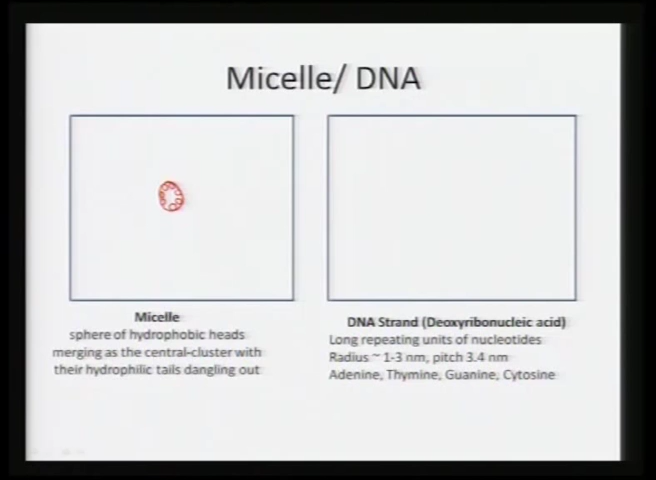 Micelle/ DNA
Micelle
sphere of hydrophobic heads
merging as the central-cluster with
their hydrophilic tails dangling out
DNA Strand (Deoxyribonucleic acid)
Long repeating units of nucleotides
Radius ~ 1-3 nm, pitch 3.4 nm
Adenine, Thymine, Guanine, Cytosine